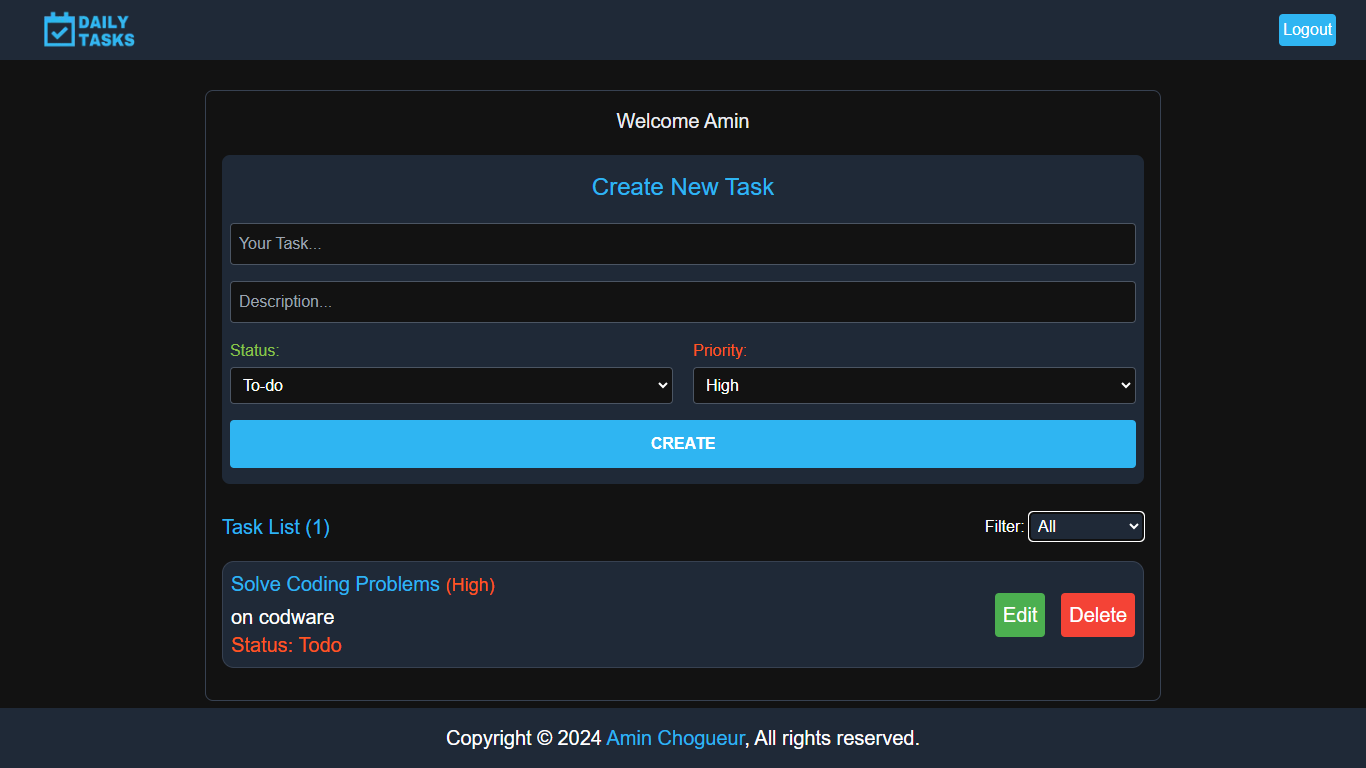 DAILY
TASKS
Logout
Welcome Amin
Create New Task
Your Task...
Description...
Status: Priority:
To-do High
CREATE
Task List (1) Filter: All
Solve Coding Problems (High)
on codware
Status: Todo
Edit Delete
Copyright © 2024 Amin Chogueur, All rights reserved.